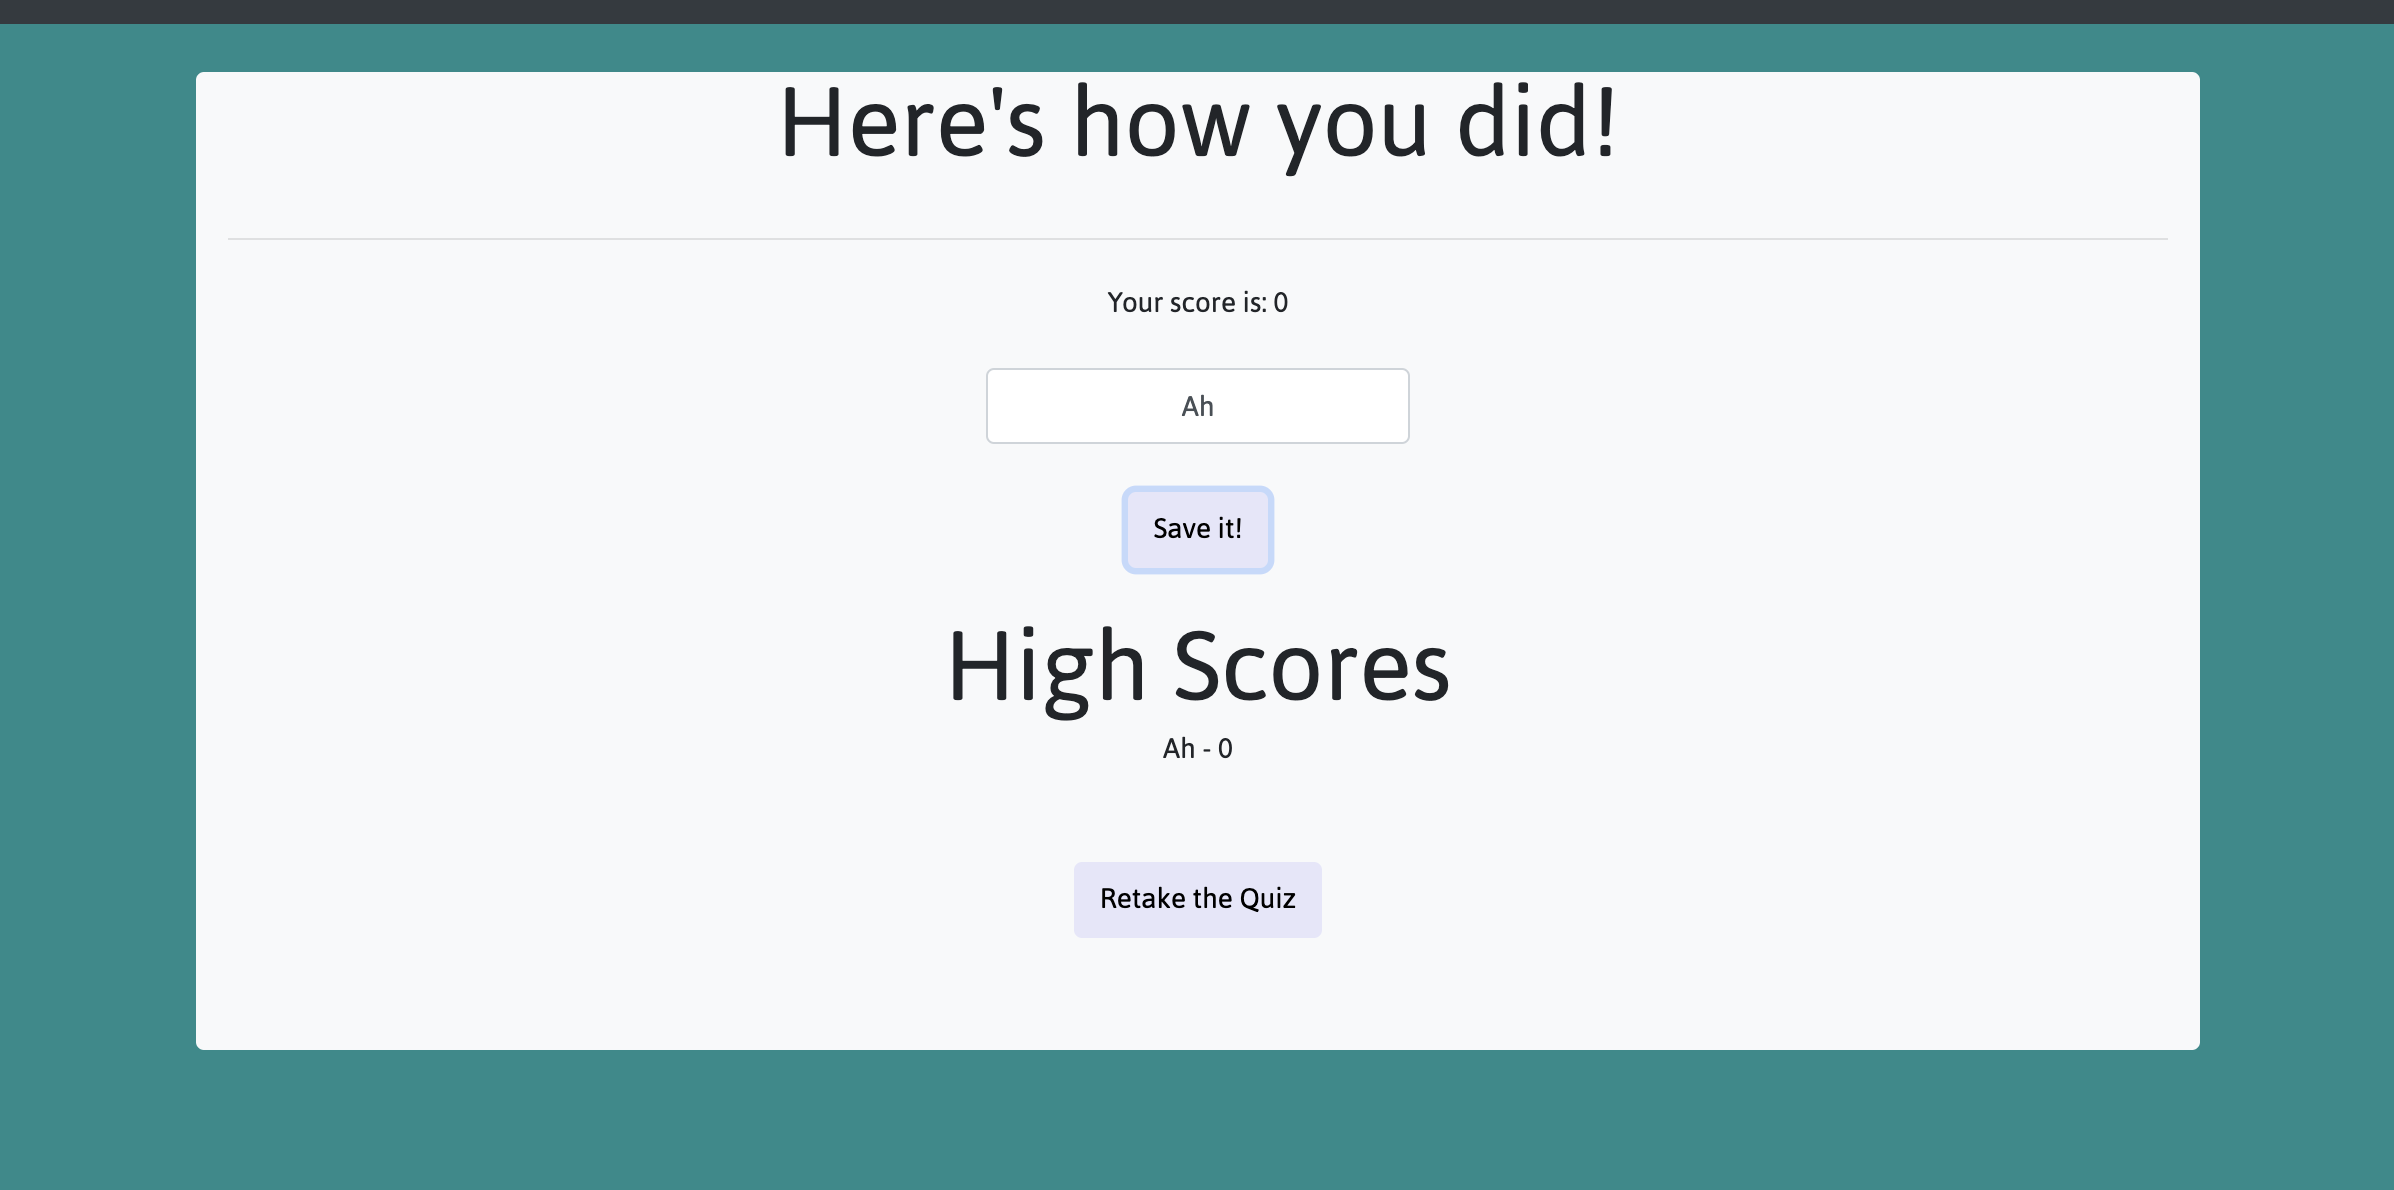 Here's how you did!
Your score is: 0
Ah
Save it!
High Scores
Ah - 0
Retake the Quiz